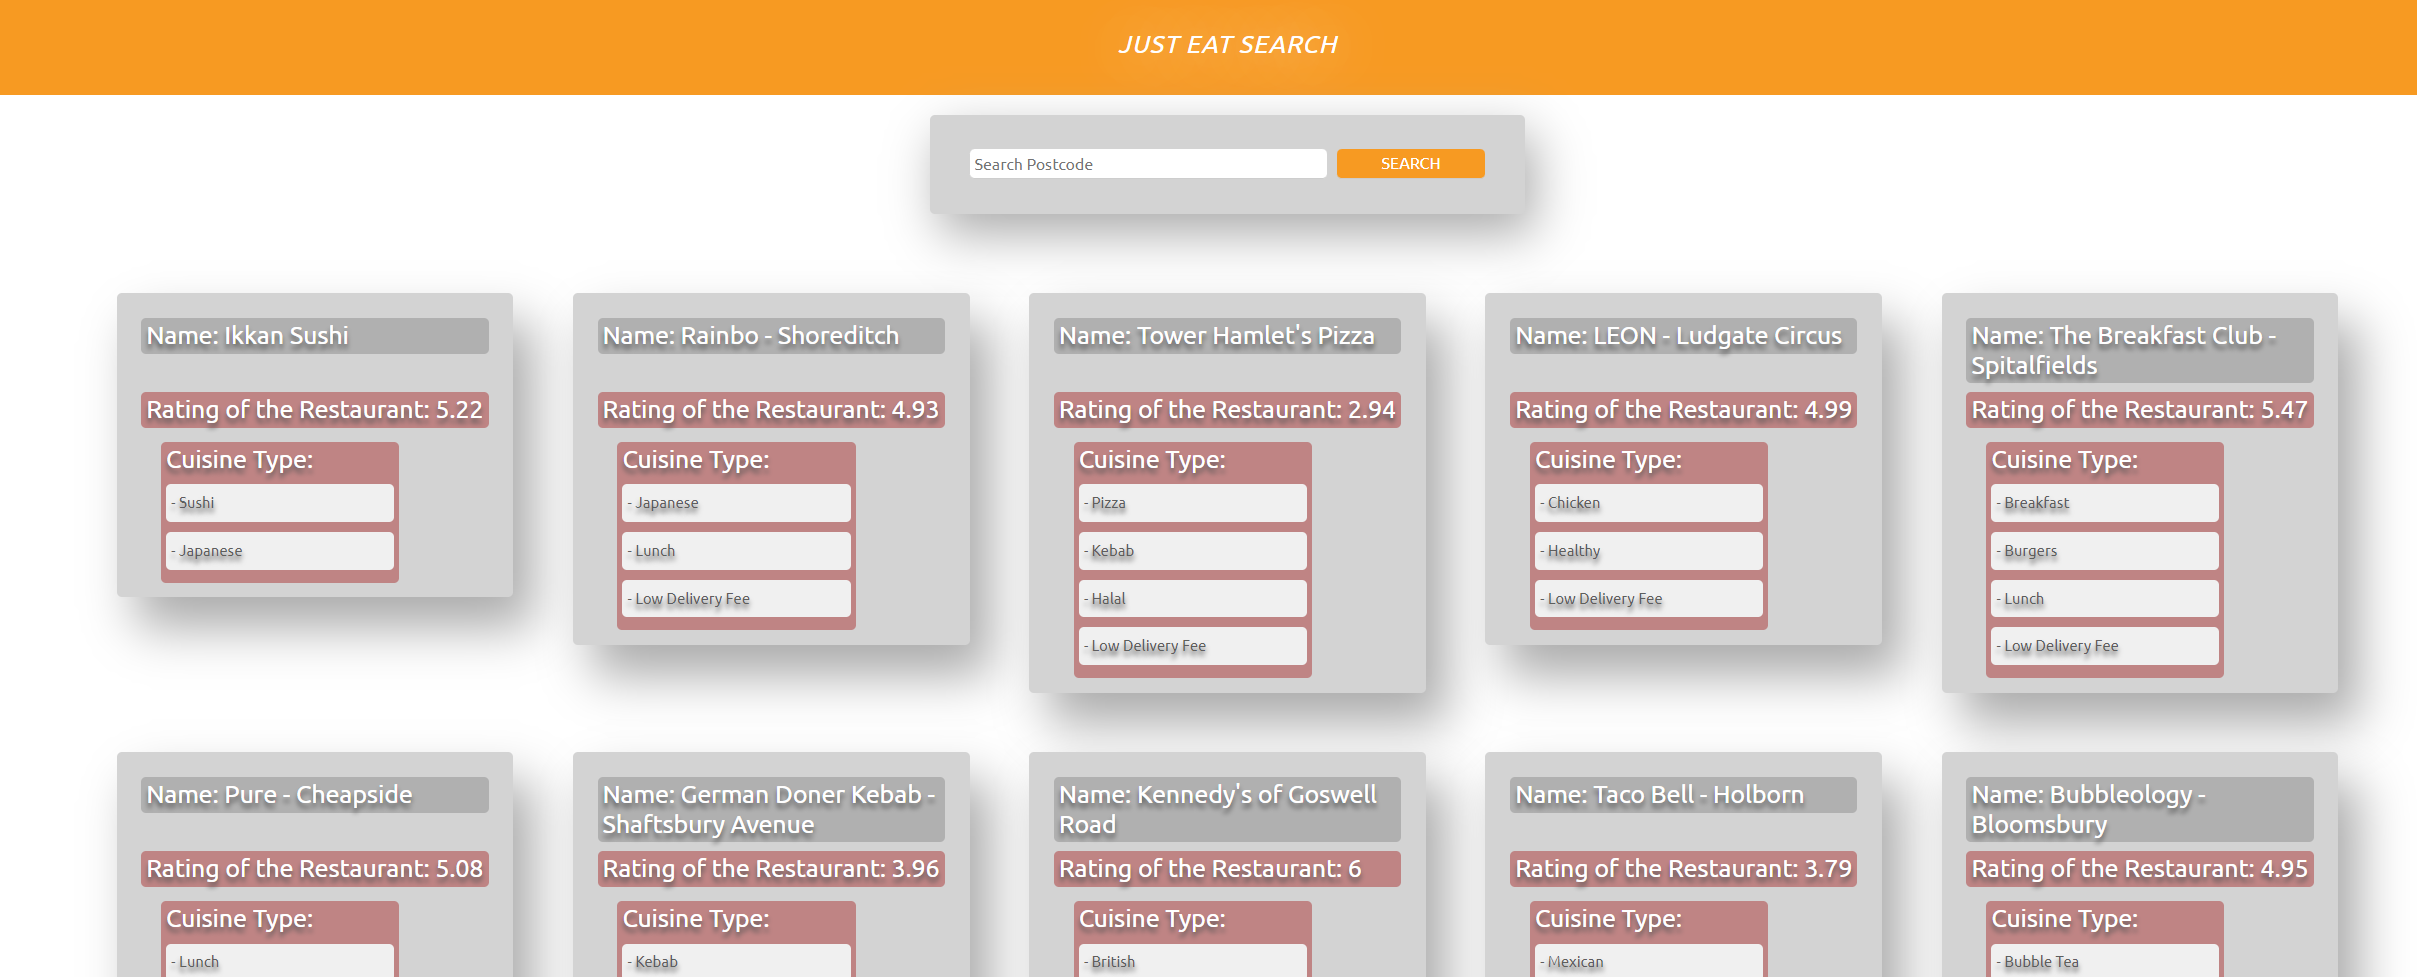 JUST EAT SEARCH
Search Postcode
SEARCH
Name: Ikkan Sushi
Rating of the Restaurant: 5.22
Cuisine Type:
- Sushi
- Japanese
Name: Rainbo - Shoreditch
Rating of the Restaurant: 4.93
Cuisine Type:
- Japanese
- Lunch
- Low Delivery Fee
Name: Tower Hamlet's Pizza
Rating of the Restaurant: 2.94
Cuisine Type:
- Pizza
- Kebab
- Halal
- Low Delivery Fee
Name: LEON - Ludgate Circus
Rating of the Restaurant: 4.99
Cuisine Type:
- Chicken
- Healthy
- Low Delivery Fee
Name: The Breakfast Club -
Spitalfields
Rating of the Restaurant: 5.47
Cuisine Type:
- Breakfast
- Burgers
- Lunch
- Low Delivery Fee
Name: Pure - Cheapside
Rating of the Restaurant: 5.08
Cuisine Type:
- Lunch
Name: German Doner Kebab -
Shaftsbury Avenue
Rating of the Restaurant: 3.96
Cuisine Type:
- Kebab
Name: Kennedy's of Goswell
Road
Rating of the Restaurant: 6
Cuisine Type:
- British
Name: Taco Bell - Holborn
Rating of the Restaurant: 3.79
Cuisine Type:
- Mexican
Name: Bubbleology -
Bloomsbury
Rating of the Restaurant: 4.95
Cuisine Type:
- Bubble Tea